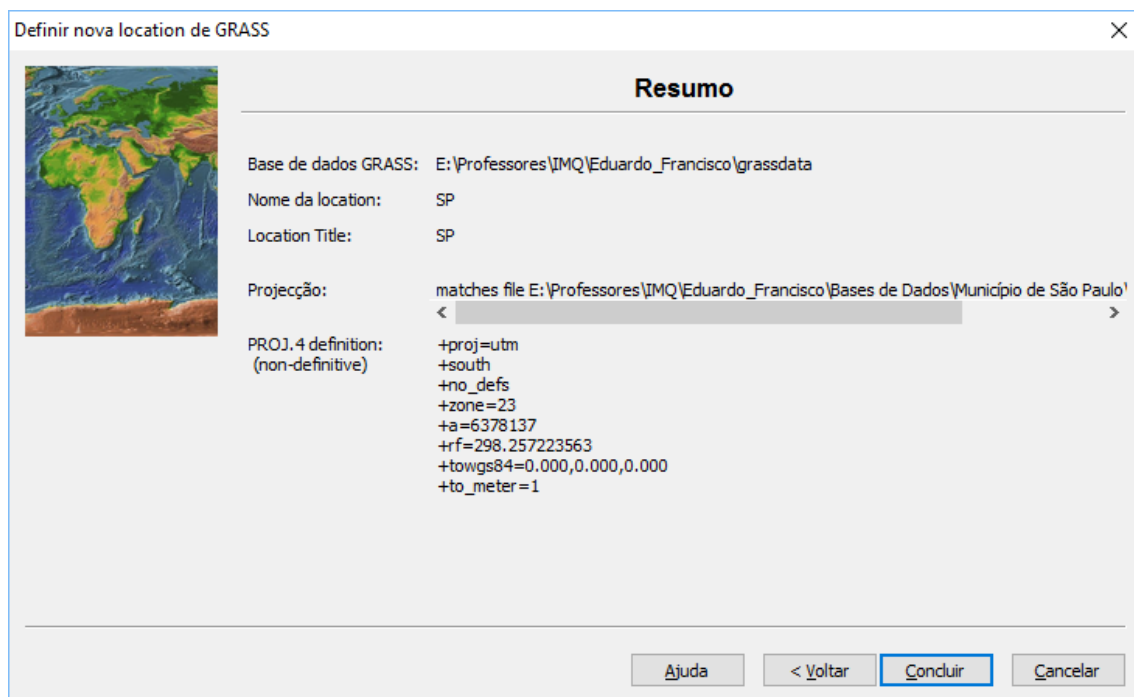 Definir nova location de GRASS
Resumo
Base de dados GRASS: E:\Professores\IMQ\Eduardo_Francisco\grassdata
Nome da location: SP
Location Title: SP
Projecção: matches file E:\Professores\IMQ\Eduardo_Francisco\Bases de Dados\Município de São Paulo\
PROJ.4 definition: +proj=utm
(non-definitive) +south
+no_defs
+zone=23
+a=6378137
+rf=298.257223563
+towgs84=0.000,0.000,0.000
+to_meter=1
Ajuda < Voltar Concluir Cancelar